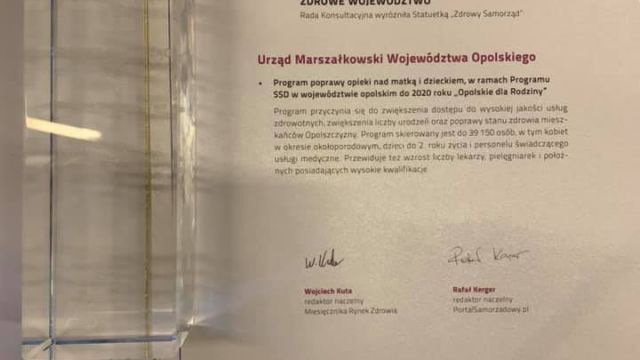 ZDROWE WOJEWÓDZTWO
Rada Konsultacyjna wyróżniła Statuetką „Zdrowy Samorząd"
Urząd Marszałkowski Województwa Opolskiego
• Program poprawy opieki nad matką i dzieckiem, w ramach Programu
SSD w województwie opolskim do 2020 roku „Opolskie dla Rodziny"
Program przyczynia się do zwiększenia dostępu do wysokiej jakości usług
zdrowotnych, zwiększenia liczby urodzeń oraz poprawy stanu zdrowia miesz-
kańców Opolszczyzny. Program skierowany jest do 39 150 osób, w tym kobiet
w okresie okołoporodowym, dzieci do 2. roku życia i personelu świadczącego
usługi medyczne. Przewiduje też wzrost liczby lekarzy, pielęgniarek i położ-
nych posiadających wysokie kwalifikacje
W. Kuta
Rafał Kerger
Wojciech Kuta
redaktor naczelny
Miesięcznika Rynek Zdrowia
Rafał Kerger
redaktor naczelny
PortalSamorzadowy.pl